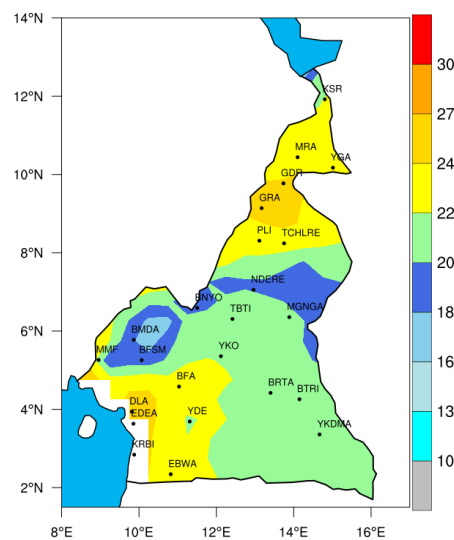 14°N
12°N
10°N
8°N
6°N
4°N
2°N
8°E
10°E
12°E
14°E
16°E
KSR
MRA
YGA
GDR
GRA
PLI
TCHLRE
NDERE
BNYO
TBTI
MGNGA
BMDA
MMF
BFSM
YKO
BFA
BRTA
BTRI
DLA
EDEA
YDE
YKDMA
KRBI
EBWA
30
27
24
22
20
18
16
13
10